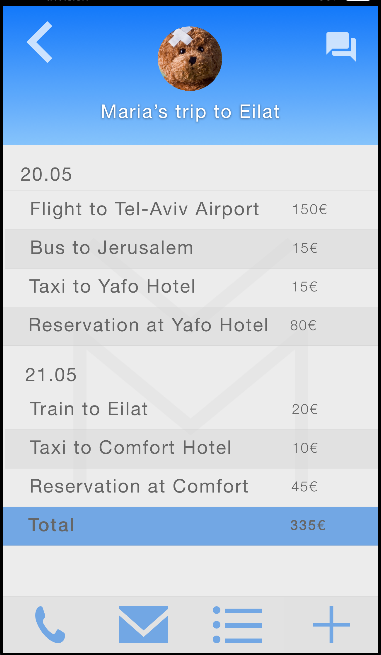 Maria's trip to Eilat
20.05
Flight to Tel-Aviv Airport 150€
Bus to Jerusalem 15€
Taxi to Yafo Hotel 15€
Reservation at Yafo Hotel 80€
21.05
Train to Eilat 20€
Taxi to Comfort Hotel 10€
Reservation at Comfort 45€
Total 335€